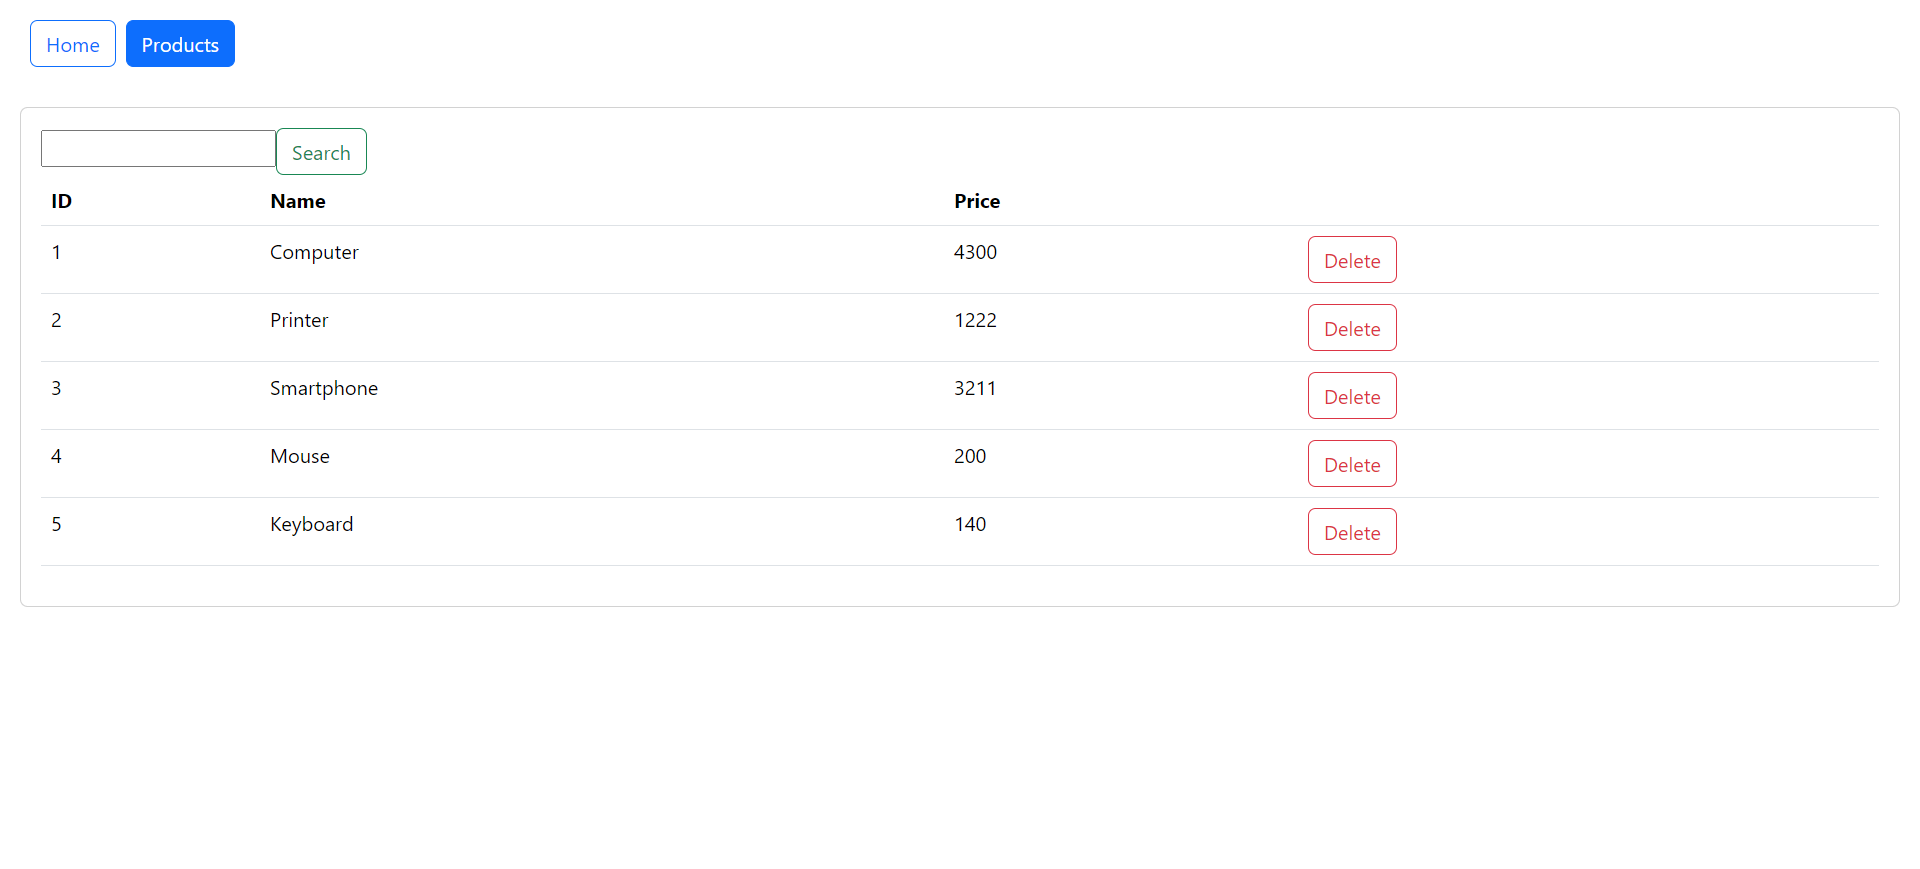 Home Products
Search
ID Name Price
1 Computer 4300 Delete
2 Printer 1222 Delete
3 Smartphone 3211 Delete
4 Mouse 200 Delete
5 Keyboard 140 Delete